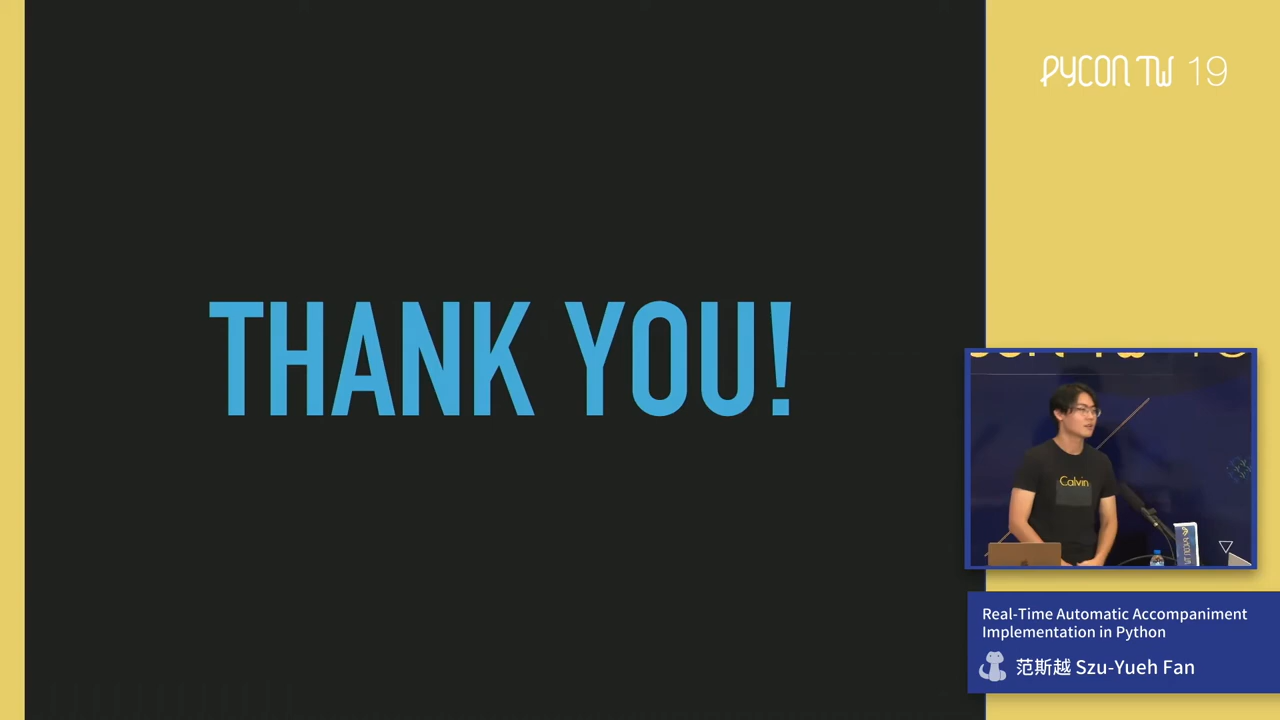 PYCON TW 19
THANK YOU!
Calvin
Real-Time Automatic Accompaniment
Implementation in Python
范斯越 Szu-Yueh Fan